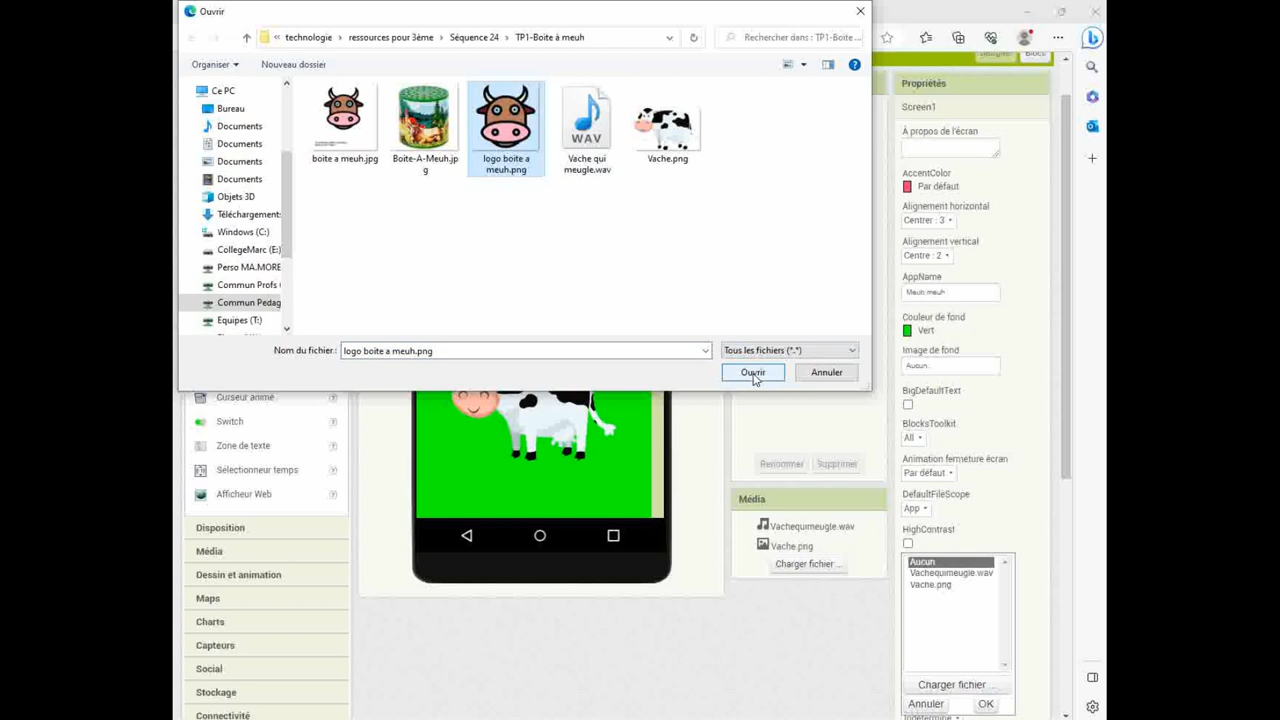 Ouvrir
« technologie › ressources pour 3ème › Séquence 24 › TP1-Boite à meuh
Rechercher dans : TP1-Boite ...
Organiser
Nouveau dossier
Ce PC
Bureau
Documents
Documents
Documents
Documents
Objets 3D
Téléchargements
Windows (C:)
CollegeMarc (E:)
Perso MA.MORE
Commun Profs (
Commun Pedag
Equipes (T:)
boite a meuh.jpg
Boite-A-Meuh.jp
g
logo boite a
meuh.png
WAV
Vache qui
meugle.wav
Vache.png
Nom du fichier :
logo boite a meuh.png
Tous les fichiers (*.*)
Ouvrir
Annuler
Curseur animé
Switch
Zone de texte
Sélectionneur temps
Afficheur Web
Disposition
Média
Dessin et animation
Maps
Charts
Capteurs
Social
Stockage
Connectivité
Renommer
Supprimer
Média
Vachequimeugle.wav
Vache.png
Charger fichier ...
Blocs
Propriétés
Screen1
À propos de l'écran
AccentColor
Par défaut
Alignement horizontal
Centrer : 3
Alignement vertical
Centre : 2
AppName
Meuh meuh
Couleur de fond
Vert
Image de fond
Aucun...
BigDefaultText
BlocksToolkit
All
Animation fermeture écran
Par défaut
DefaultFileScope
App
HighContrast
Aucun
Vachequimeugle.wav
Vache.png
Charger fichier ...
Annuler
OK